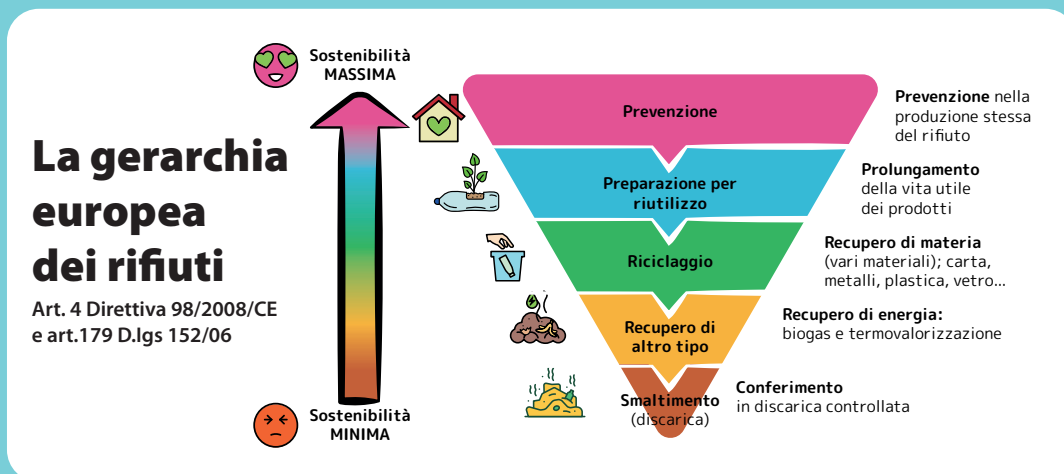 La gerarchia
europea
dei rifiuti
Art. 4 Direttiva 98/2008/CE
e art.179 D.lgs 152/06
Sostenibilità
MASSIMA
Sostenibilità
MINIMA
Prevenzione
Prevenzione nella
produzione stessa
del rifiuto
Preparazione per
riutilizzo
Prolungamento
della vita utile
dei prodotti
Riciclaggio
Recupero di materia
(vari materiali); carta,
metalli, plastica, vetro...
Recupero di
altro tipo
Recupero di energia:
biogas e termovalorizzazione
Smaltimento
(discarica)
Conferimento
in discarica controllata